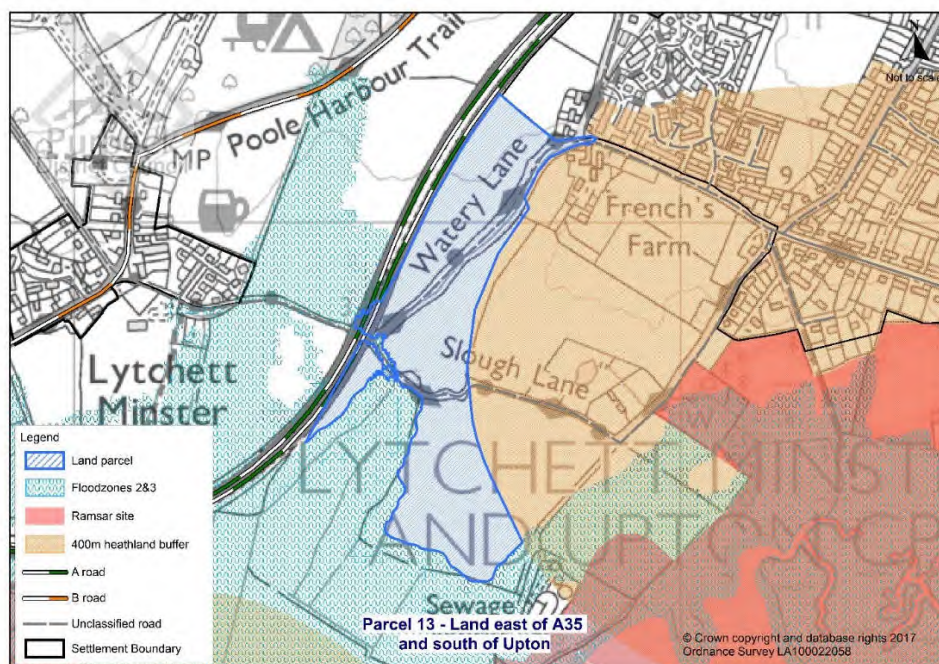 N
Not to scale
Poole Harbour Trail
MP
Watery Lane
9
French's
Farm
Slough Lane
Lytchett
Minster
LYTCHETT MINST
AND UPTON CP
Sewage
Legend
Land parcel
Floodzones 2&3
Ramsar site
400m heathland buffer
A road
B road
Unclassified road
Settlement Boundary
Parcel 13 - Land east of A35
and south of Upton
© Crown copyright and database rights 2017
Ordnance Survey LA100022058